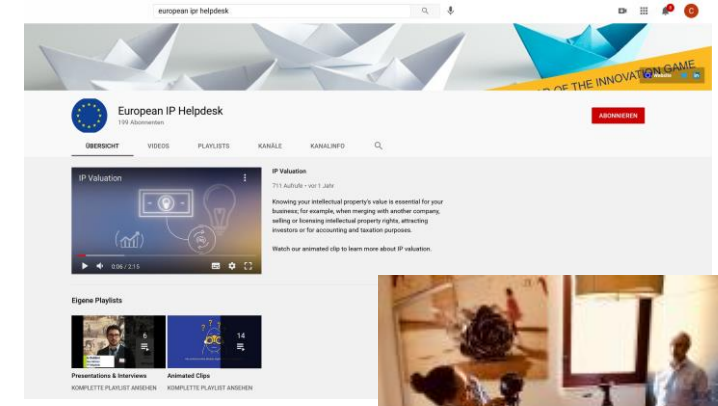 european ipr helpdesk
C
OF THE INNOVATION GAME
Website
European IP Helpdesk
199 Abonnenten
ABONNIEREN
ÜBERSICHT VIDEOS PLAYLISTS KANÄLE KANALINFO
IP Valuation
0:06 / 2:15
IP Valuation
711 Aufrufe • vor 1 Jahr
Knowing your intellectual property's value is essential for your
business; for example, when merging with another company,
selling or licensing intellectual property rights, attracting
investors or for accounting and taxation purposes.
Watch our animated clip to learn more about IP valuation.
Eigene Playlists
6
14
Presentations & Interviews
KOMPLETTE PLAYLIST ANSEHEN
Animated Clips
KOMPLETTE PLAYLIST ANSEHEN